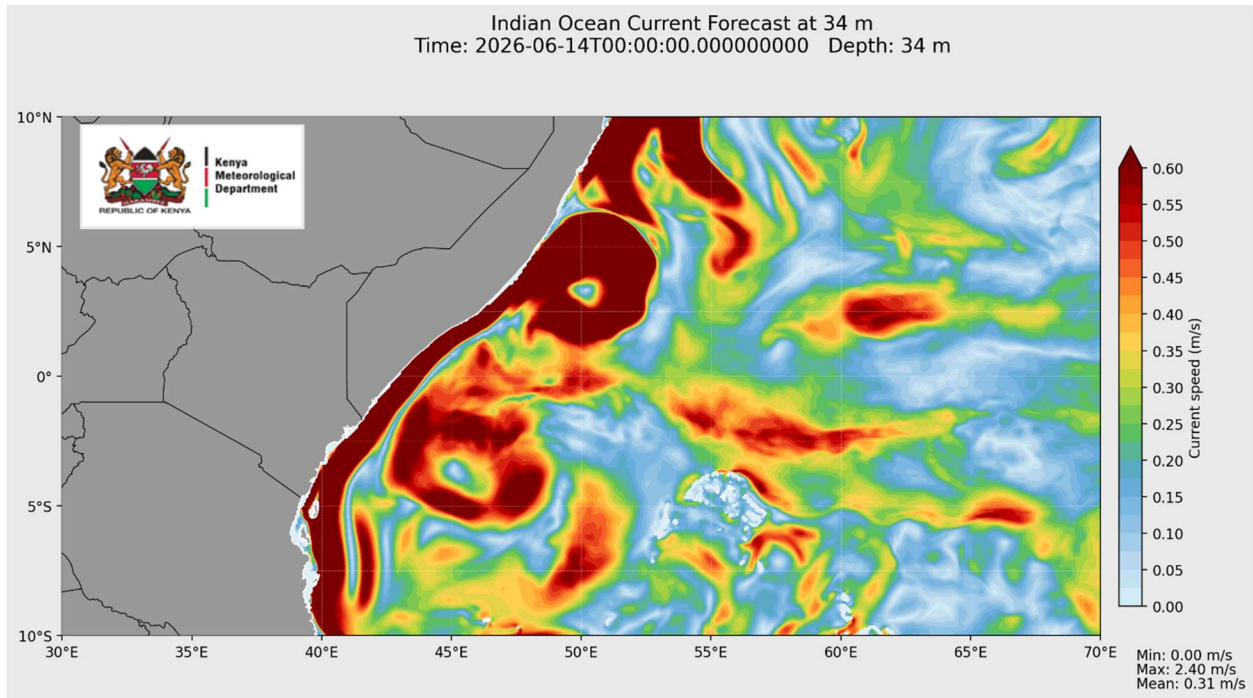 Indian Ocean Current Forecast at 34 m
Time: 2026-06-14T00:00:00.000000000   Depth: 34 m
10°N
5°N
0°
5°S
10°S
Kenya
Meteorological
Department
REPUBLIC OF KENYA
30°E
35°E
40°E
45°E
50°E
55°E
60°E
65°E
70°E
0.60
0.55
0.50
0.45
0.40
0.35
0.30
0.25
0.20
0.15
0.10
0.05
0.00
Current speed (m/s)
Min: 0.00 m/s
Max: 2.40 m/s
Mean: 0.31 m/s